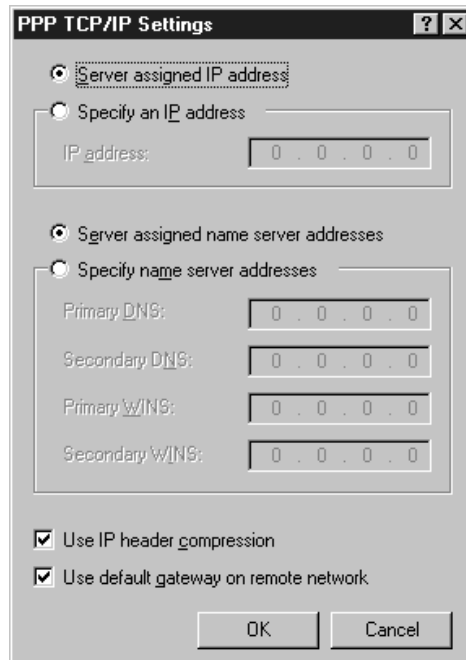 PPP TCP/IP Settings
Server assigned IP address
Specify an IP address
IP address: 0 . 0 . 0 . 0
Server assigned name server addresses
Specify name server addresses
Primary DNS: 0 . 0 . 0 . 0
Secondary DNS: 0 . 0 . 0 . 0
Primary WINS: 0 . 0 . 0 . 0
Secondary WINS: 0 . 0 . 0 . 0
Use IP header compression
Use default gateway on remote network
OK Cancel